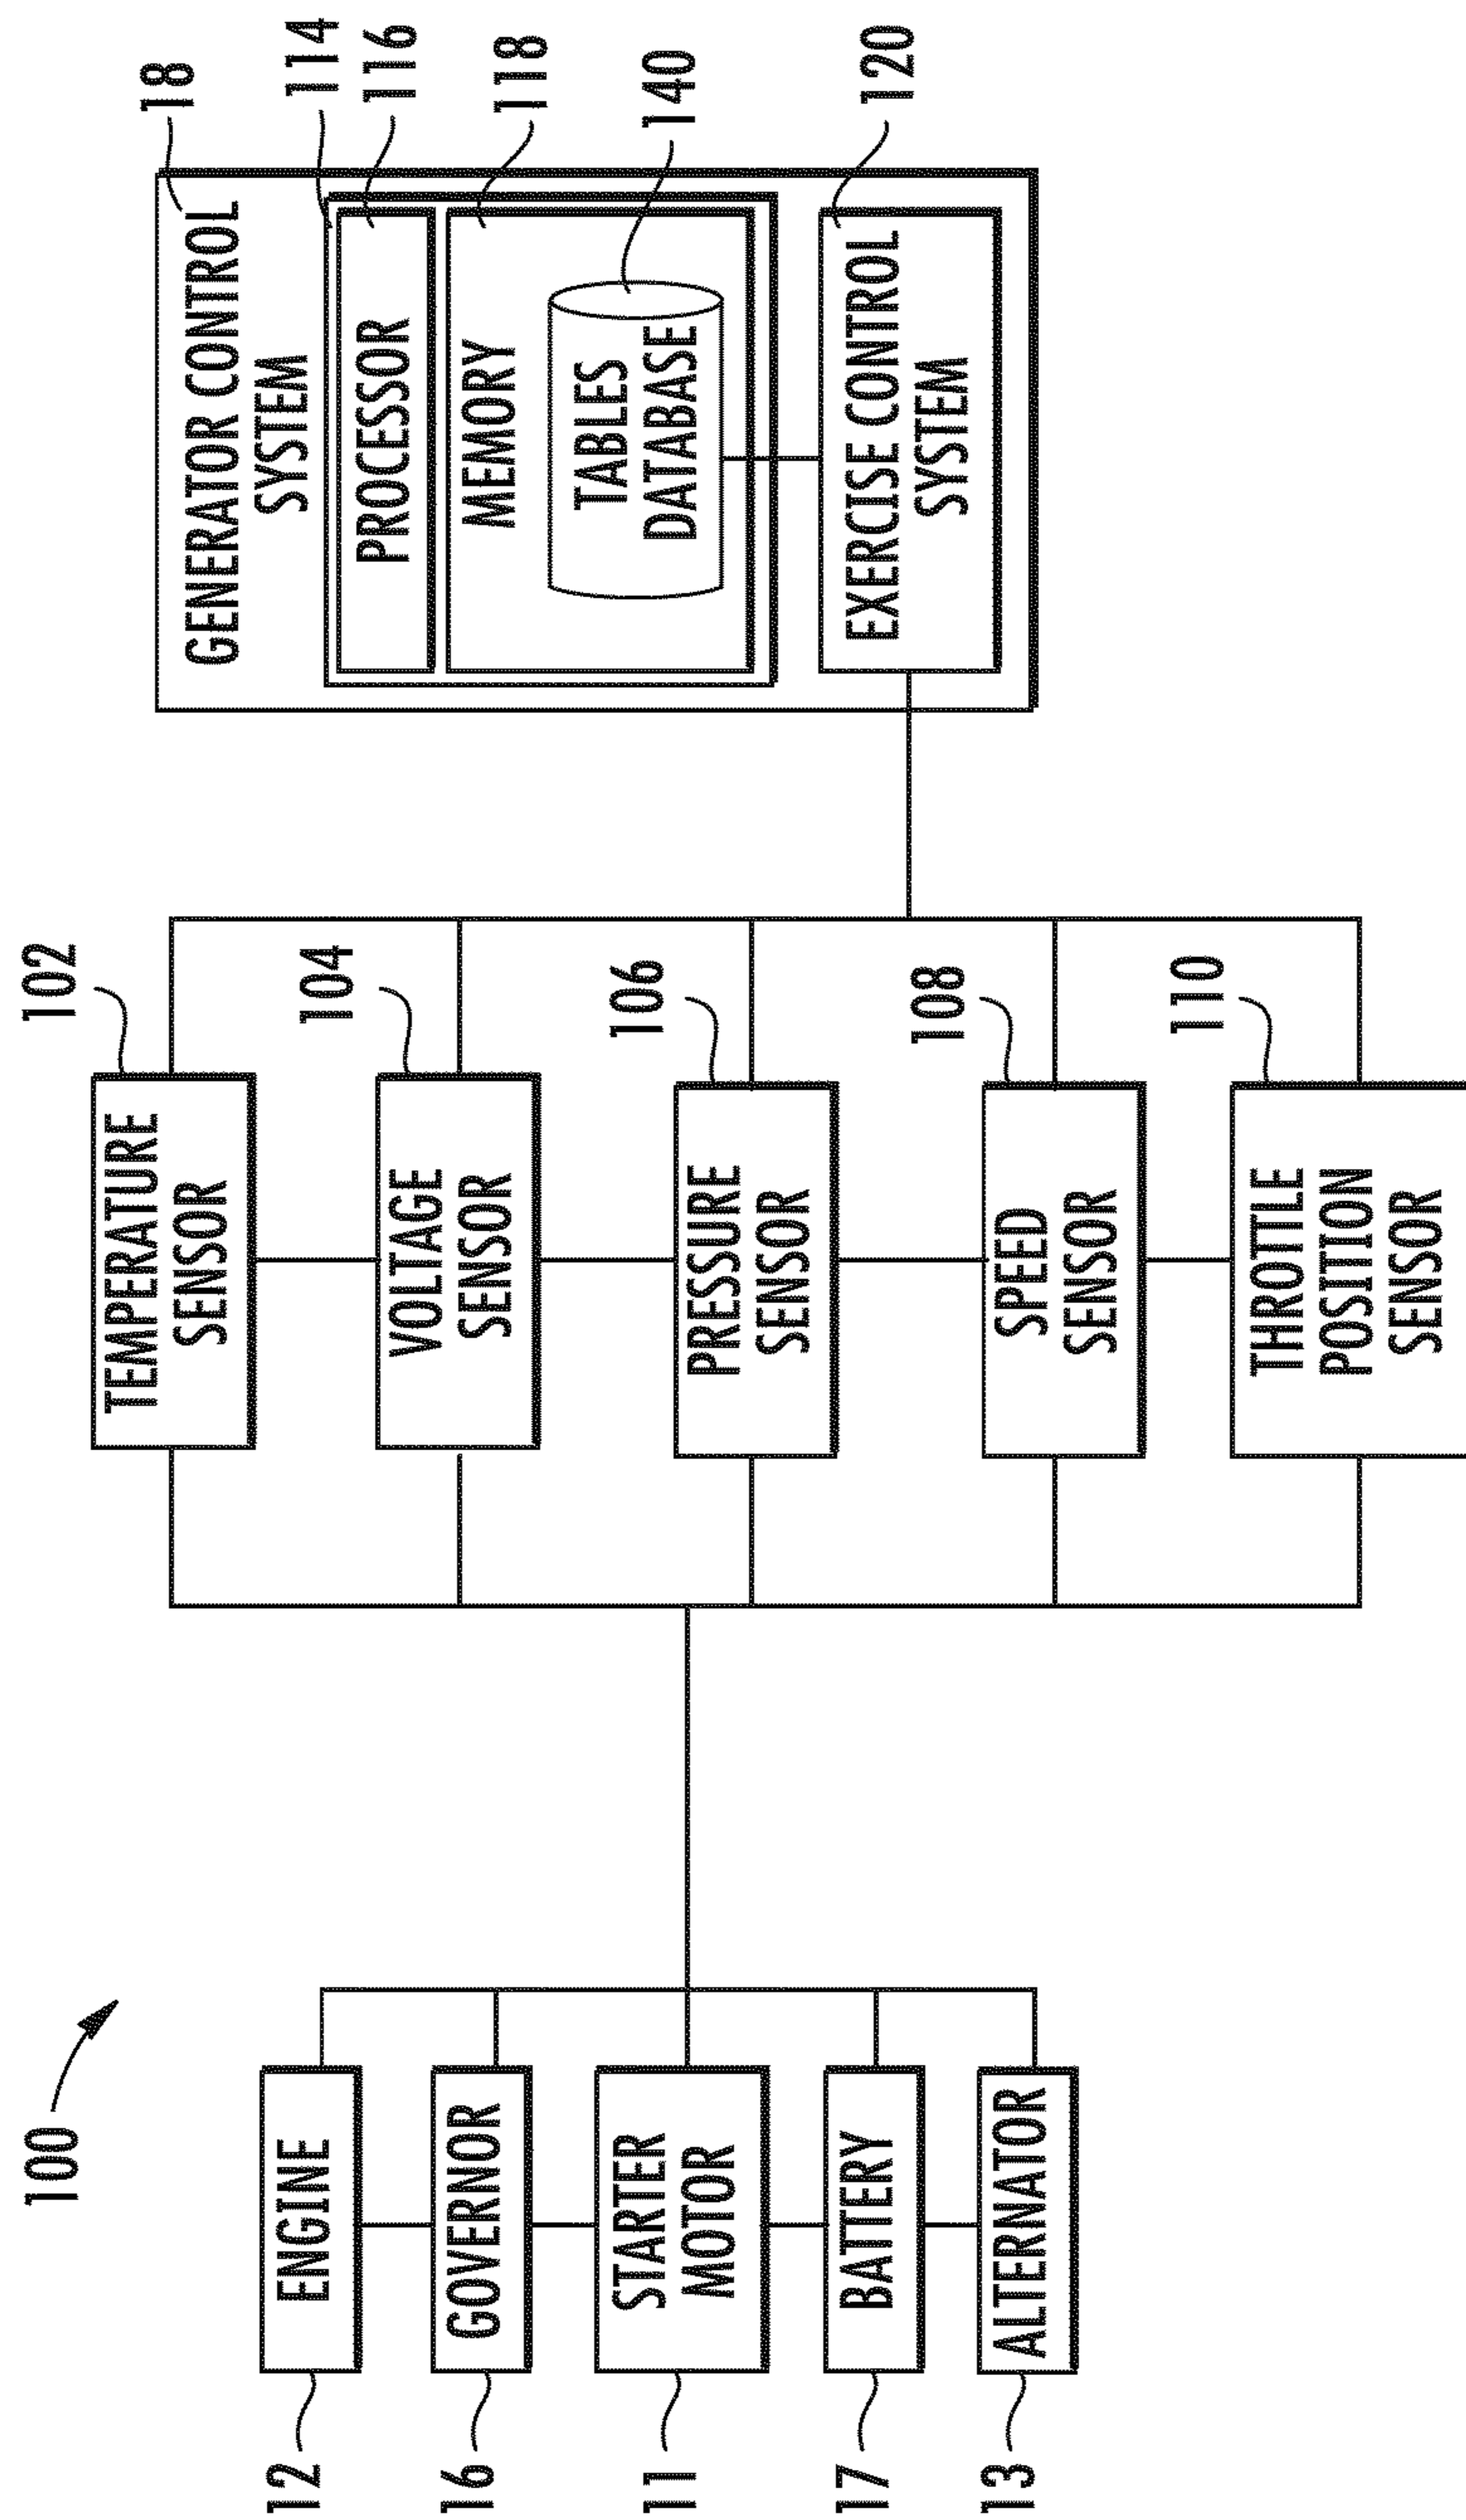 100
12
ENGINE
16
GOVERNOR
11
STARTER
MOTOR
17
BATTERY
13
ALTERNATOR
102
TEMPERATURE
SENSOR
104
VOLTAGE
SENSOR
106
PRESSURE
SENSOR
108
SPEED
SENSOR
110
THROTTLE
POSITION
SENSOR
18
GENERATOR CONTROL
SYSTEM
114
116
PROCESSOR
118
MEMORY
140
TABLES
DATABASE
120
EXERCISE CONTROL
SYSTEM